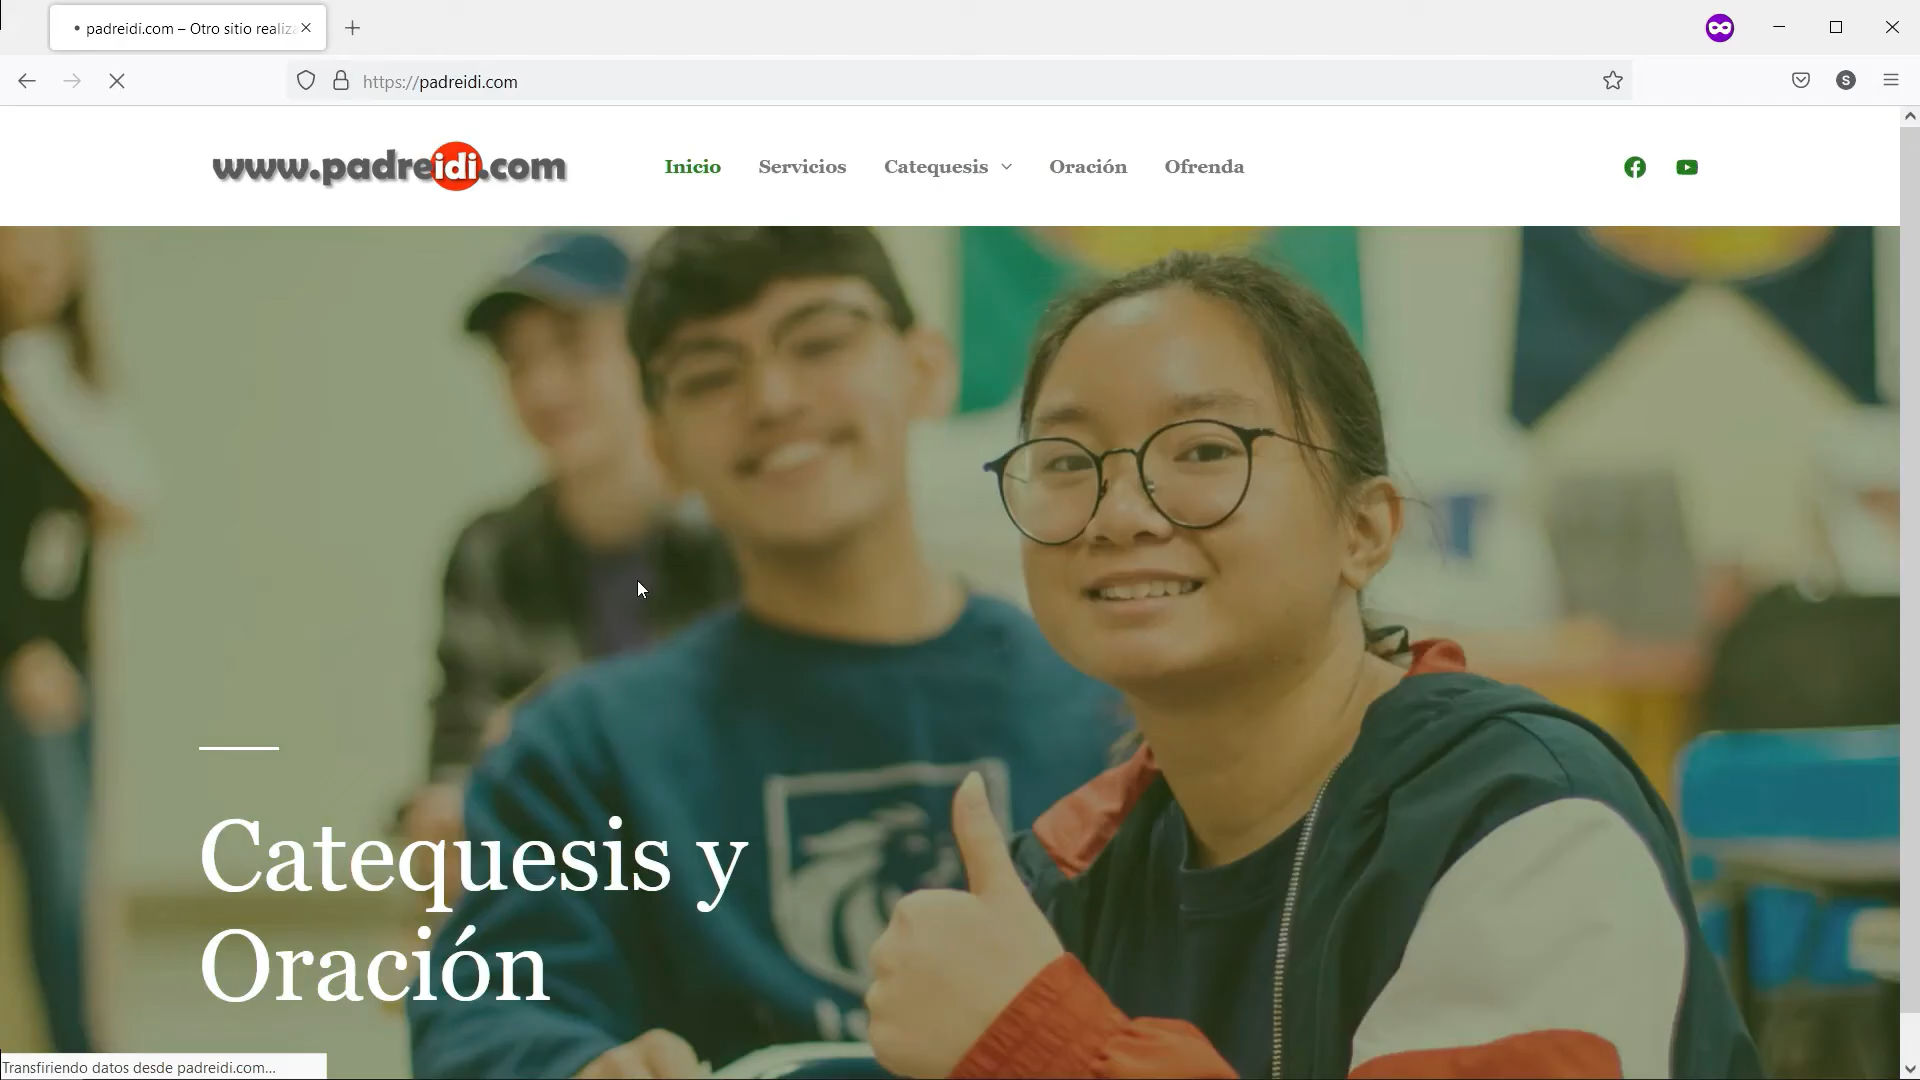 padreidi.com – Otro sitio realiz
S
https://padreidi.com
www.padreidi.com
Inicio
Servicios
Catequesis
Oración
Ofrenda
Catequesis y
Oración
Transfiriendo datos desde padreidi.com...